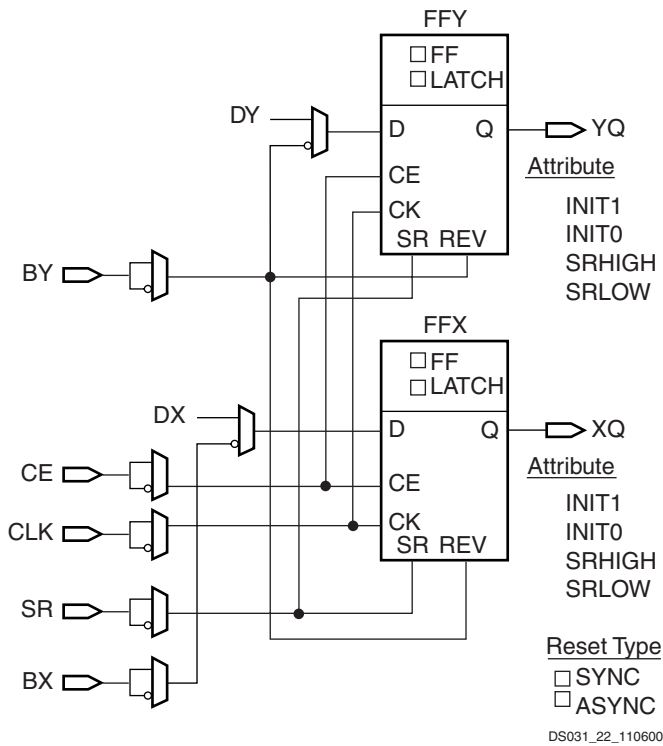 FFY
FF
LATCH
DY
D
Q
YQ
CE
Attribute
CK
INIT1
SR REV
INIT0
BY
SRHIGH
SRLOW
FFX
FF
LATCH
DX
D
Q
XQ
CE
CE
Attribute
CLK
CK
INIT1
SR REV
INIT0
SRHIGH
SR
SRLOW
Reset Type
BX
SYNC
ASYNC
DS031_22_110600